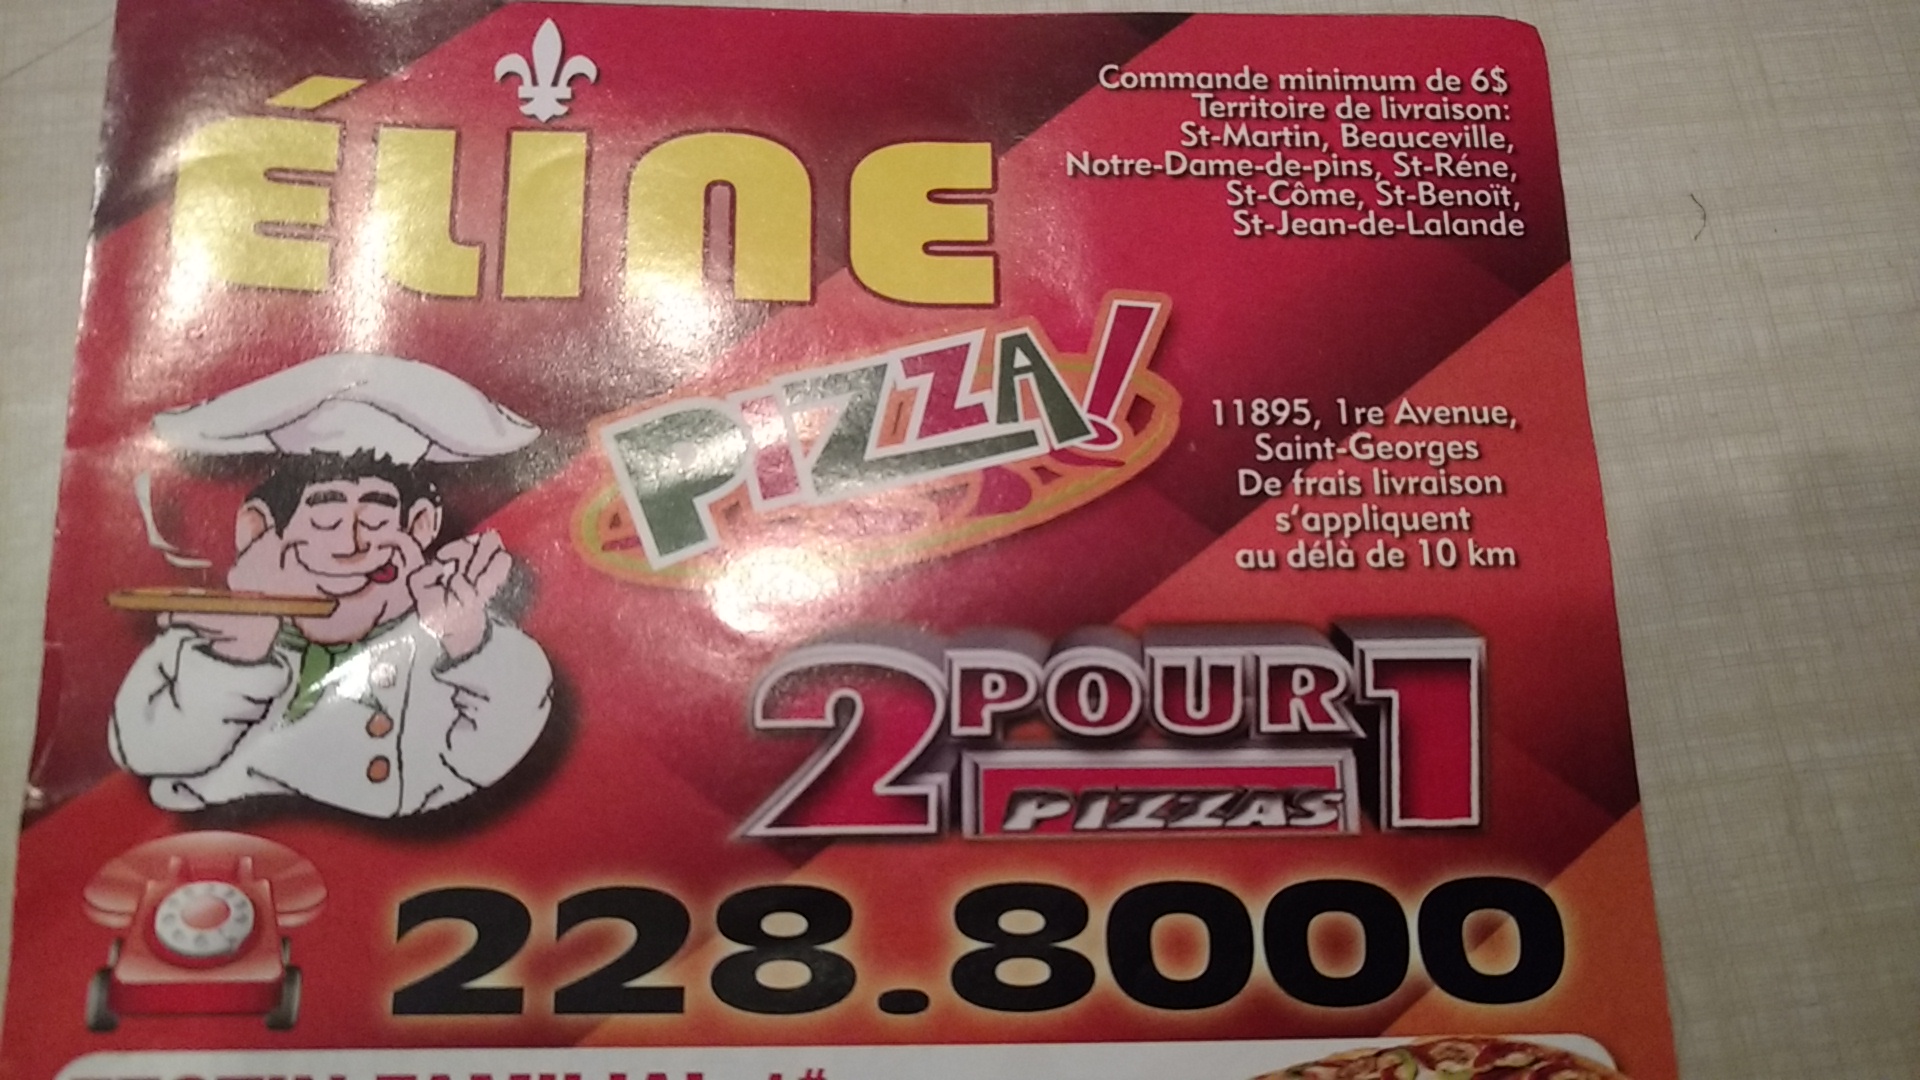 ÉLINE
PIZZA!
Commande minimum de 6$
Territoire de livraison:
St-Martin, Beauceville,
Notre-Dame-de-pins, St-Réne,
St-Côme, St-Benoït,
St-Jean-de-Lalande
11895, 1re Avenue,
Saint-Georges
De frais livraison
s'appliquent
au délà de 10 km
2 POUR 1
PIZZAS
228.8000